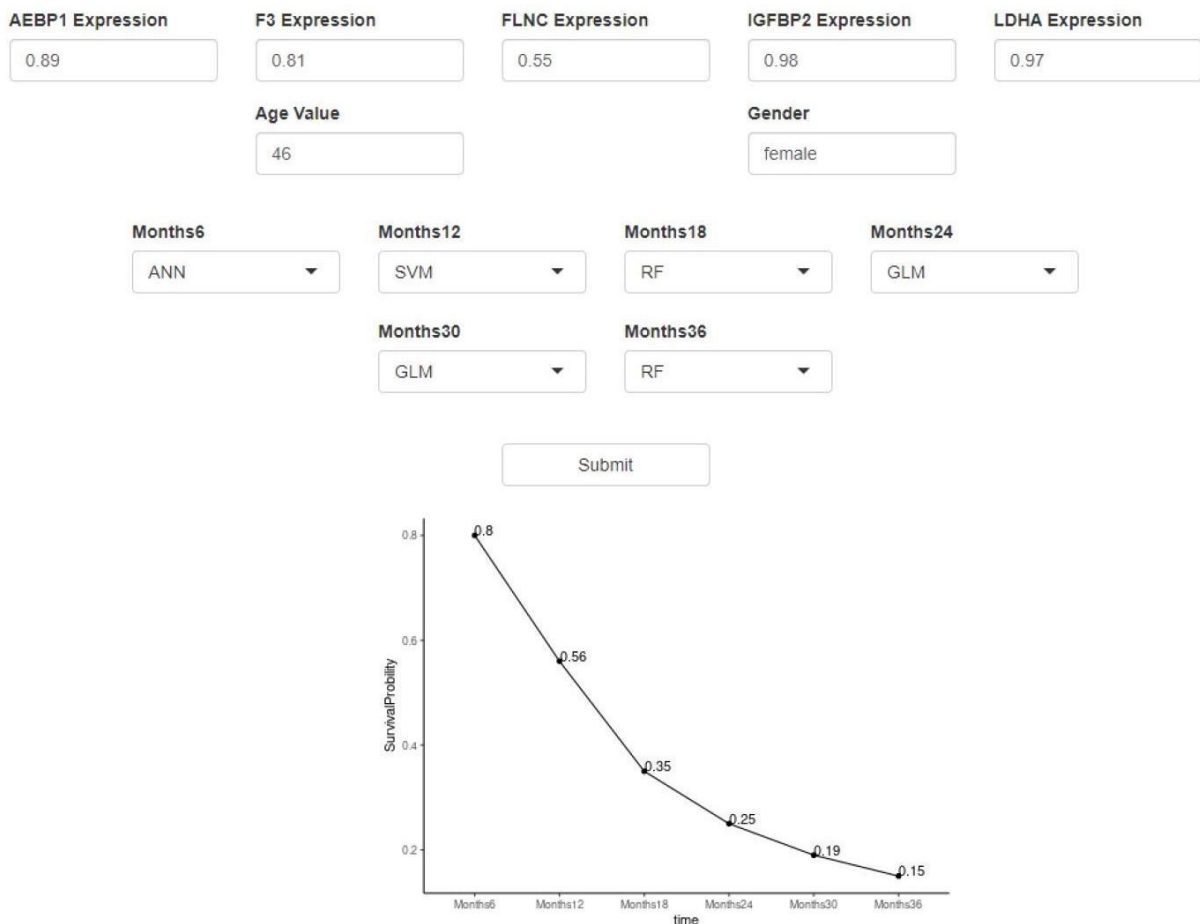 AEBP1 Expression F3 Expression FLNC Expression IGFBP2 Expression LDHA Expression
0.89 0.81 0.55 0.98 0.97
Age Value Gender
46 female
Months6 Months12 Months18 Months24
ANN SVM RF GLM
Months30 Months36
GLM RF
Submit
SurvivalProbility
0.8
0.6
0.4
0.2
0.8
0.56
0.35
0.25
0.19
0.15
Months6 Months12 Months18 Months24 Months30 Months36
time